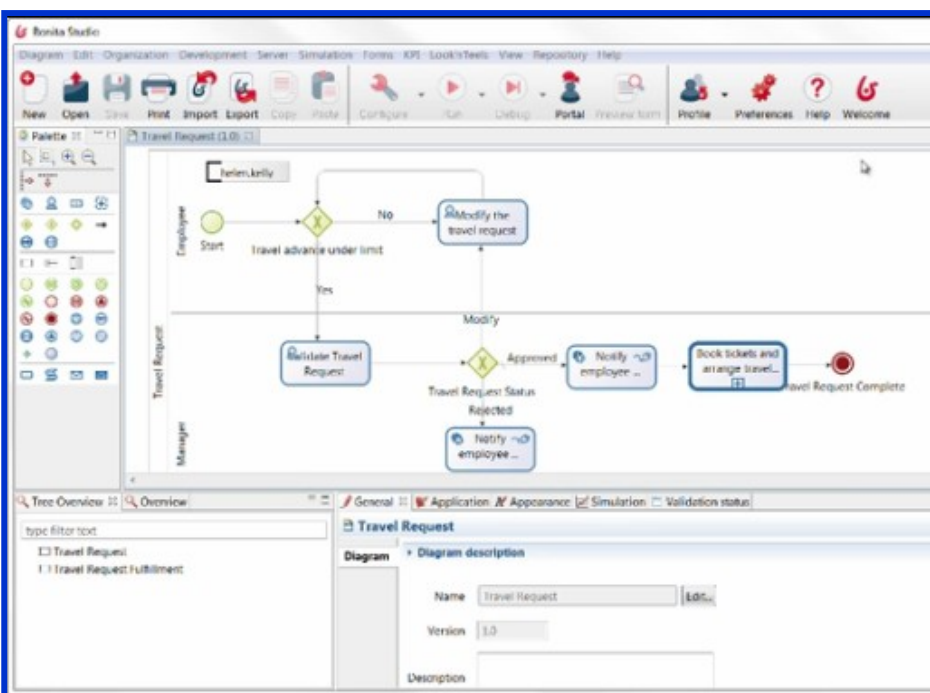 Bonita Studio
Diagram Edit Organization Development Server Simulation Forms KPI Look'n'Feels View Repository Help
New Open Save Print Import Export Copy Paste Configure Run Debug Portal Preview form Profile Preferences Help Welcome
Palette
Travel Request (1.0)
helen.kelly
Employee
Start
Travel advance under limit
No
Modify the
travel request
Yes
Travel Request
Modify
Validate Travel
Request
Approved
Notify
employee ...
Book tickets and
arrange travel...
Travel Request Status
Travel Request Complete
Rejected
Manager
Notify
employee ...
Tree Overview Overview
General Application Appearance Simulation Validation status
type filter text
Travel Request
Travel Request Fulfillment
Travel Request
Diagram
Diagram description
Name Travel Request Edit...
Version 1.0
Description